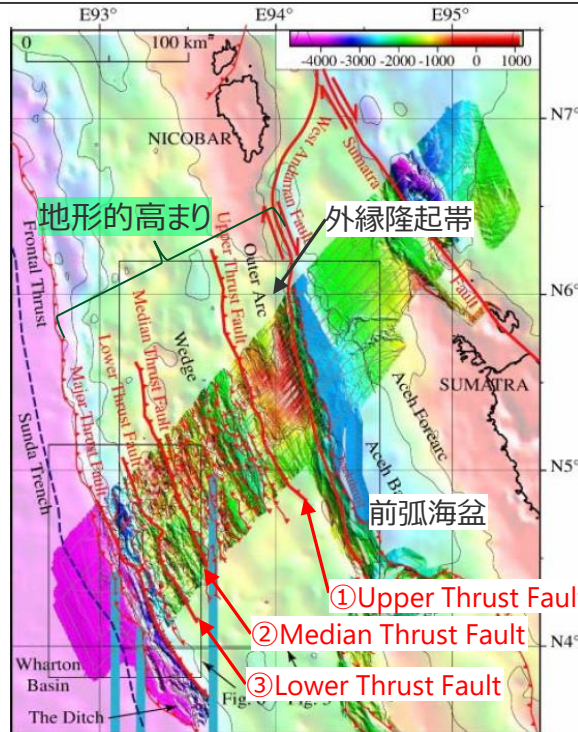 E93° E94° E95°
0 100 km
-4000 -3000 -2000 -1000 0 1000
N7°
NICOBAR
West Andaman Fault
Sumatra
Fault
地形的高まり
外縁隆起帯
Upper Thrust Fault
Outer Arc
Frontal Thrust
N6°
Median Thrust Fault
Wedge
Lower Thrust Fault
Major Thrust Fault
SUMATRA
Aceh Forearc
Sunda Trench
N5°
前弧海盆
①Upper Thrust Faul
②Median Thrust Fault
N4°
③Lower Thrust Fault
Wharton
Basin
The Ditch